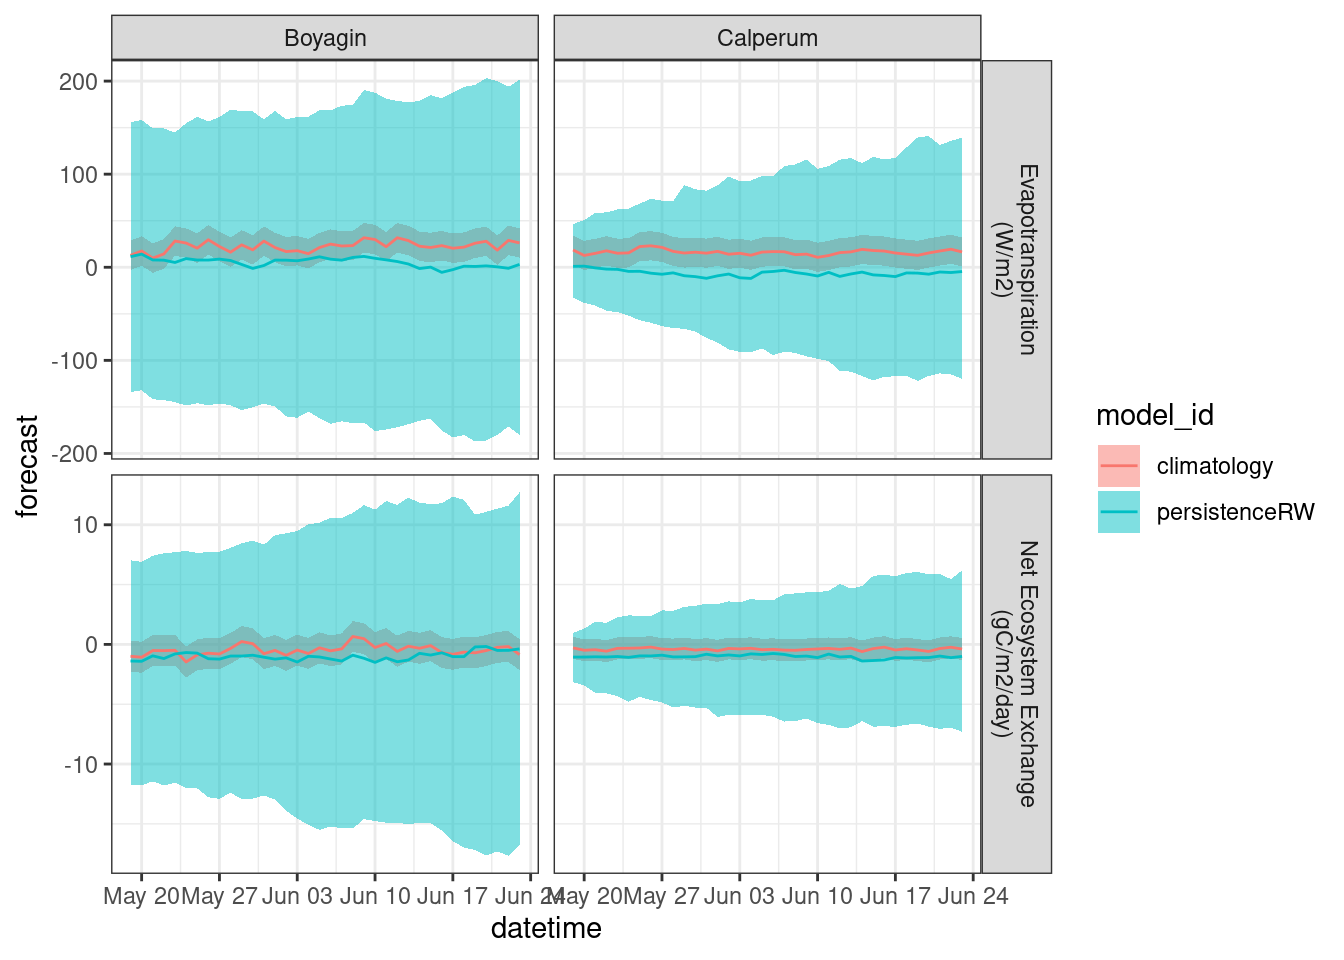 Boyagin
Calperum
200
100
0
-100
-200
Evapotranspiration
(W/m2)
10
0
-10
Net Ecosystem Exchange
(gC/m2/day)
forecast
May 20 May 27 Jun 03 Jun 10 Jun 17 Jun 24
May 20 May 27 Jun 03 Jun 10 Jun 17 Jun 24
datetime
model_id
climatology
persistenceRW